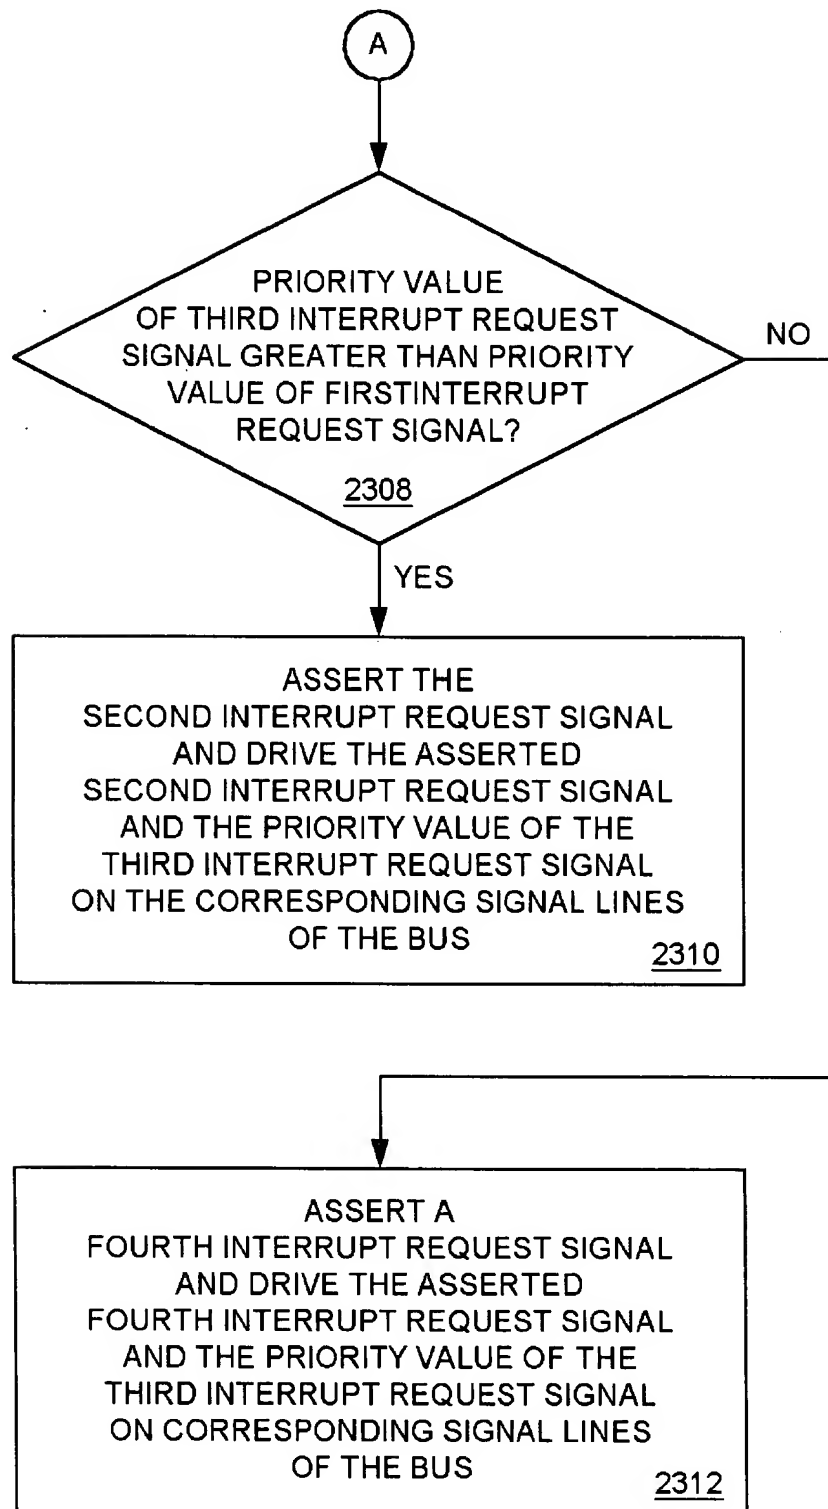 A
PRIORITY VALUE
OF THIRD INTERRUPT REQUEST
SIGNAL GREATER THAN PRIORITY
VALUE OF FIRSTINTERRUPT
REQUEST SIGNAL?
2308
NO
YES
ASSERT THE
SECOND INTERRUPT REQUEST SIGNAL
AND DRIVE THE ASSERTED
SECOND INTERRUPT REQUEST SIGNAL
AND THE PRIORITY VALUE OF THE
THIRD INTERRUPT REQUEST SIGNAL
ON THE CORRESPONDING SIGNAL LINES
OF THE BUS
2310
ASSERT A
FOURTH INTERRUPT REQUEST SIGNAL
AND DRIVE THE ASSERTED
FOURTH INTERRUPT REQUEST SIGNAL
AND THE PRIORITY VALUE OF THE
THIRD INTERRUPT REQUEST SIGNAL
ON CORRESPONDING SIGNAL LINES
OF THE BUS
2312